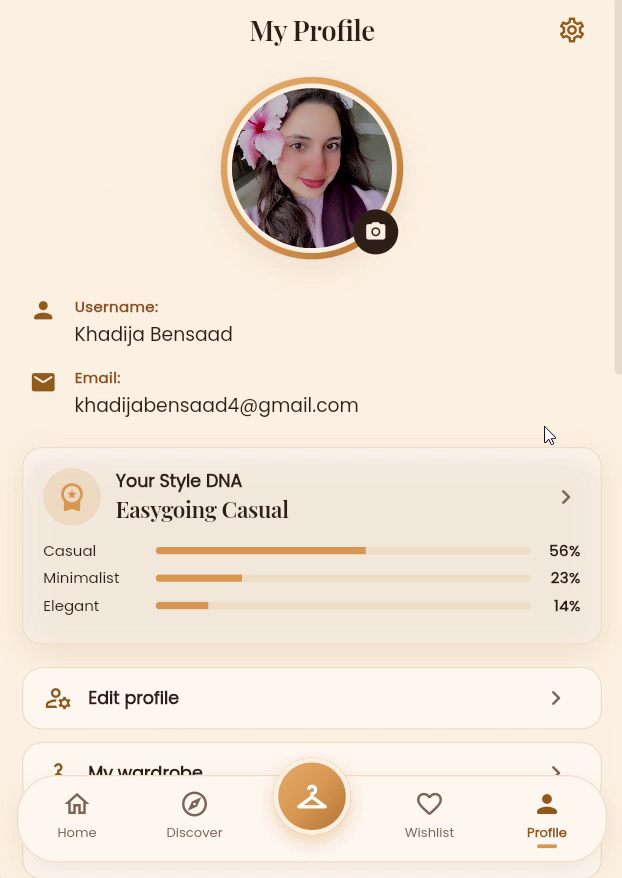 My Profile
Username:
Khadija Bensaad
Email:
khadijabensaad4@gmail.com
Your Style DNA
Easygoing Casual
Casual 56%
Minimalist 23%
Elegant 14%
Edit profile
My wardrobe
Home Discover Wishlist Profile